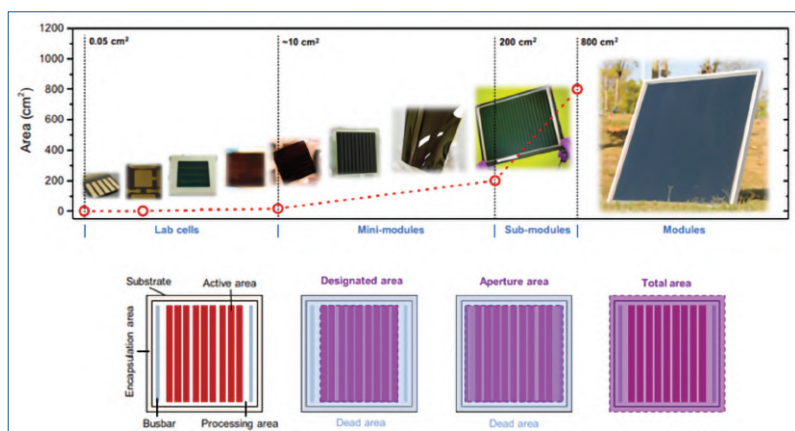 1200
1000
800
600
400
200
0
Area (cm²)
0.05 cm²
~10 cm²
200 cm²
800 cm²
Lab cells
Mini-modules
Sub-modules
Modules
Substrate
Active area
Encapsulation area
Busbar
Processing area
Designated area
Dead area
Aperture area
Dead area
Total area